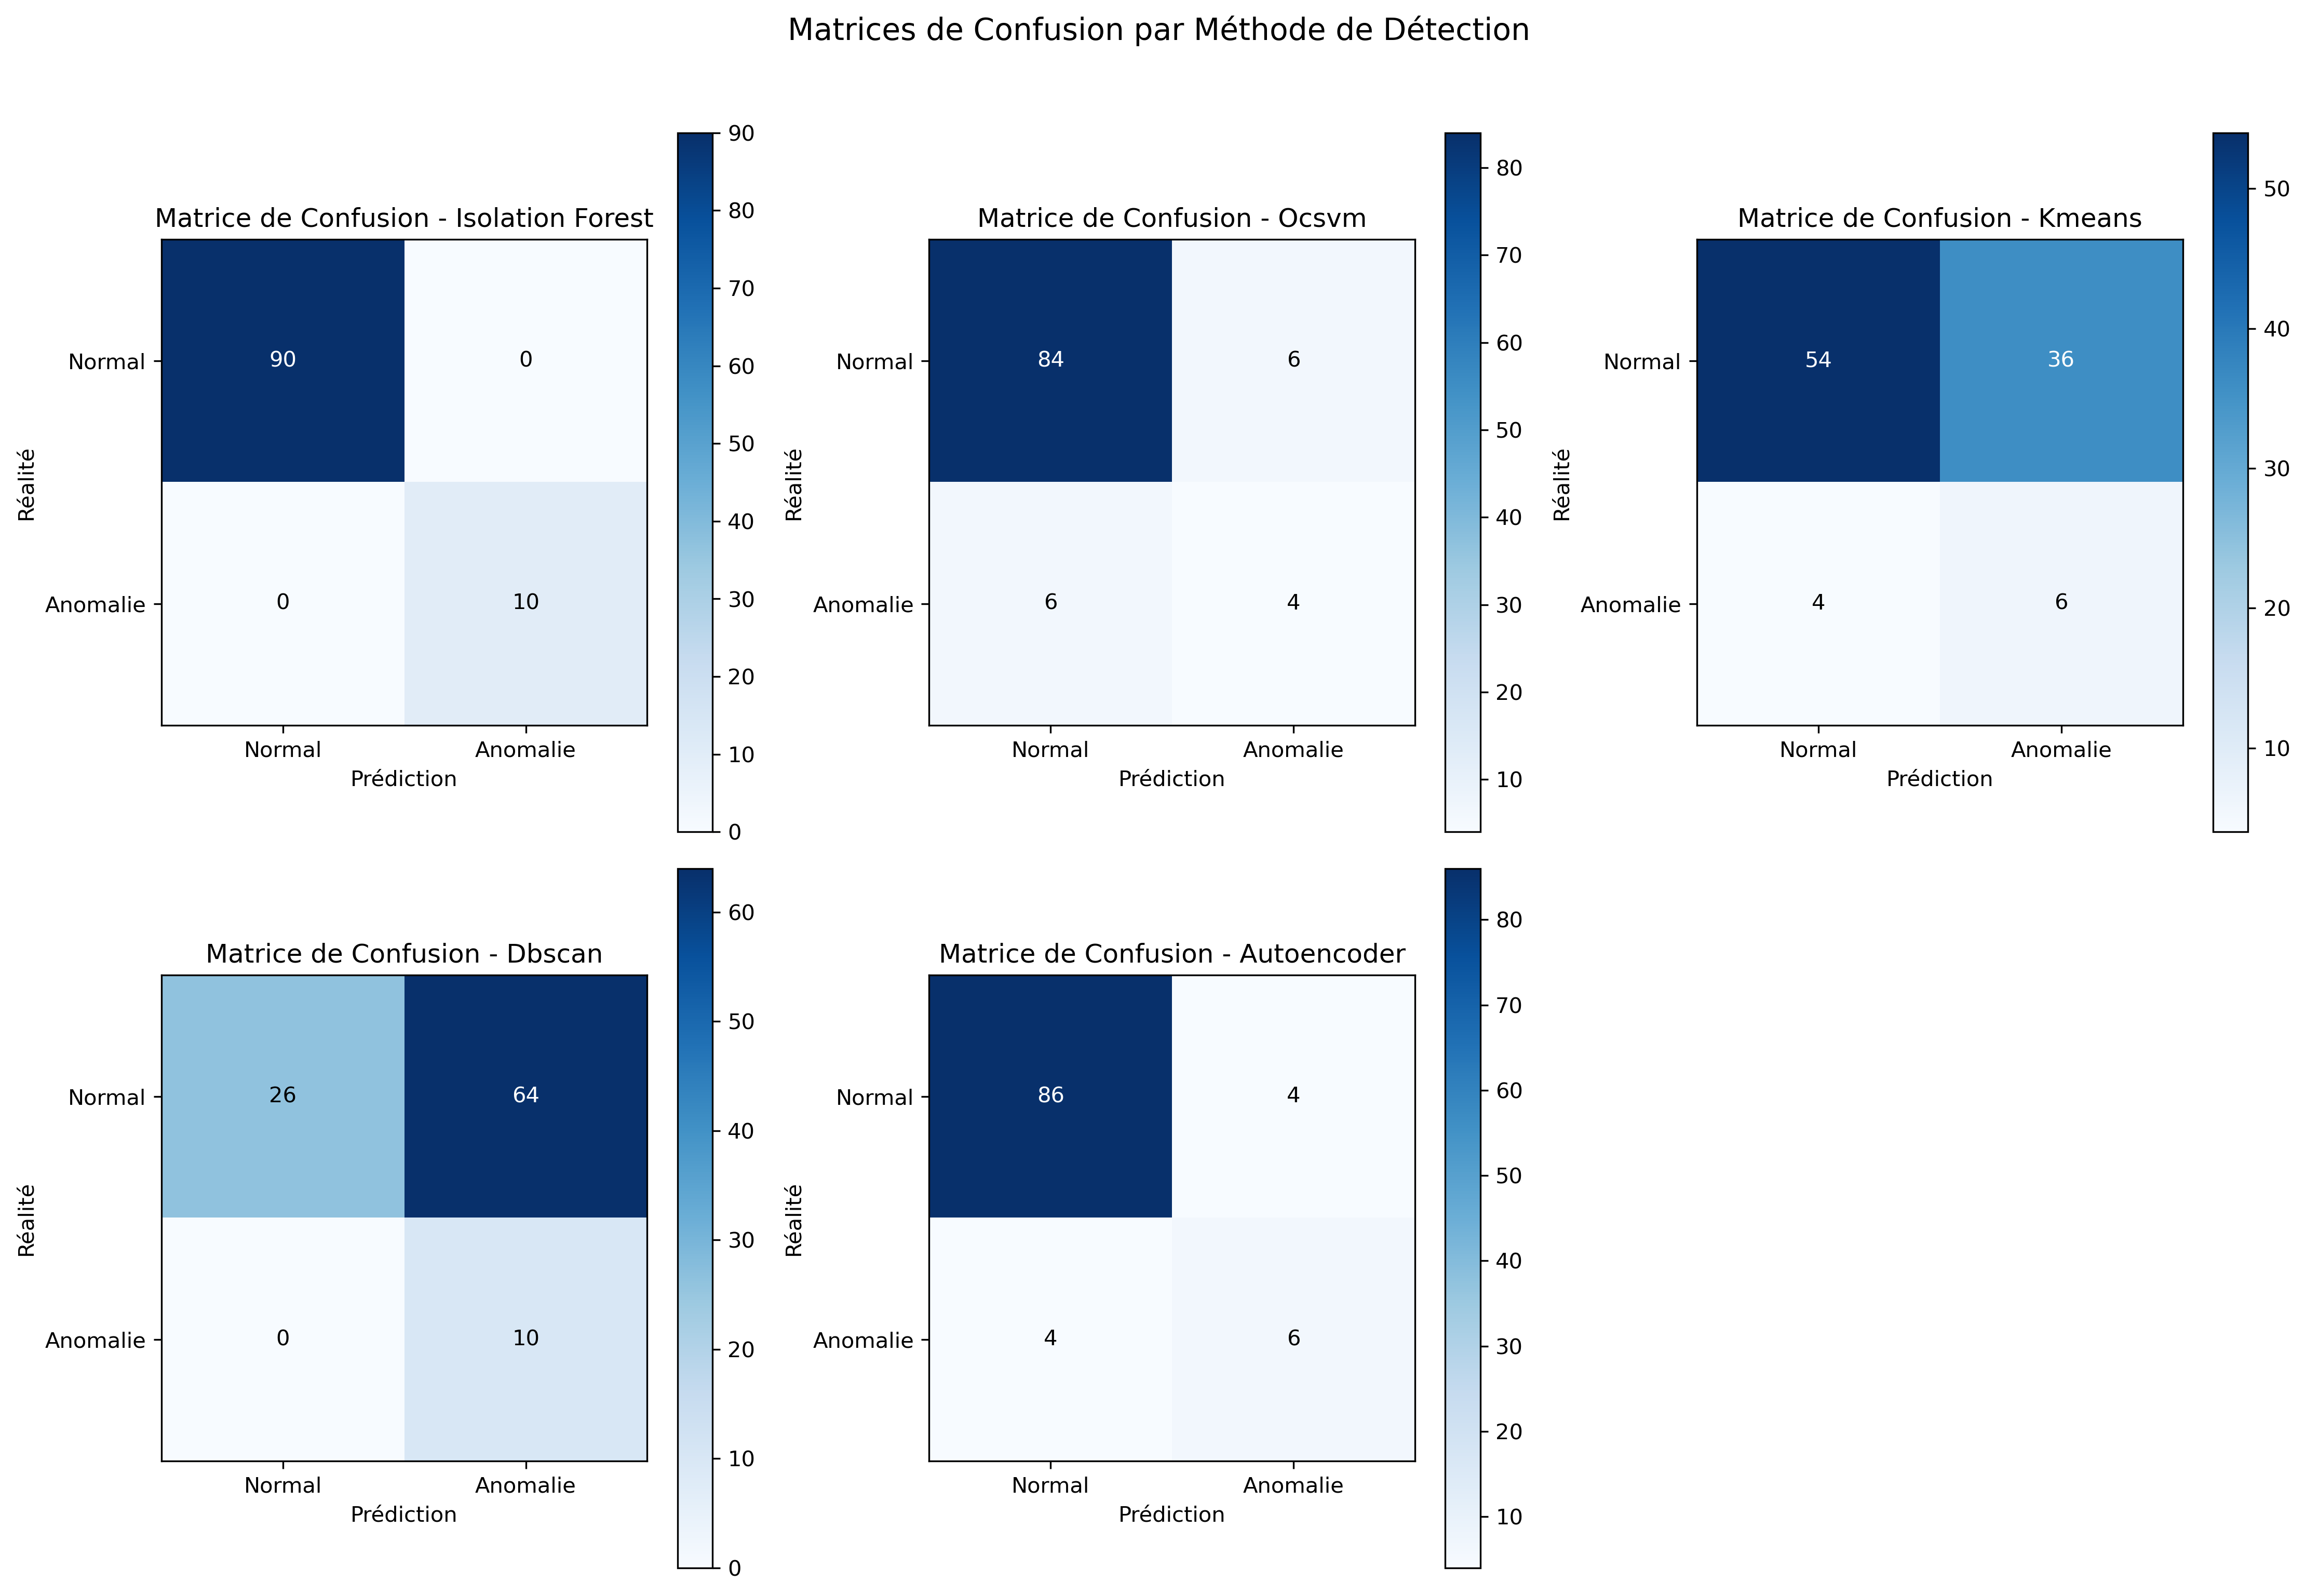 Matrices de Confusion par Méthode de Détection
Matrice de Confusion - Isolation Forest
Réalité
Normal
Anomalie
90
0
0
10
Normal
Anomalie
Prédiction
90
80
70
60
50
40
30
20
10
0
Matrice de Confusion - Ocsvm
Réalité
Normal
Anomalie
84
6
6
4
Normal
Anomalie
Prédiction
80
70
60
50
40
30
20
10
Matrice de Confusion - Kmeans
Réalité
Normal
Anomalie
54
36
4
6
Normal
Anomalie
Prédiction
50
40
30
20
10
Matrice de Confusion - Dbscan
Réalité
Normal
Anomalie
26
64
0
10
Normal
Anomalie
Prédiction
60
50
40
30
20
10
0
Matrice de Confusion - Autoencoder
Réalité
Normal
Anomalie
86
4
4
6
Normal
Anomalie
Prédiction
80
70
60
50
40
30
20
10